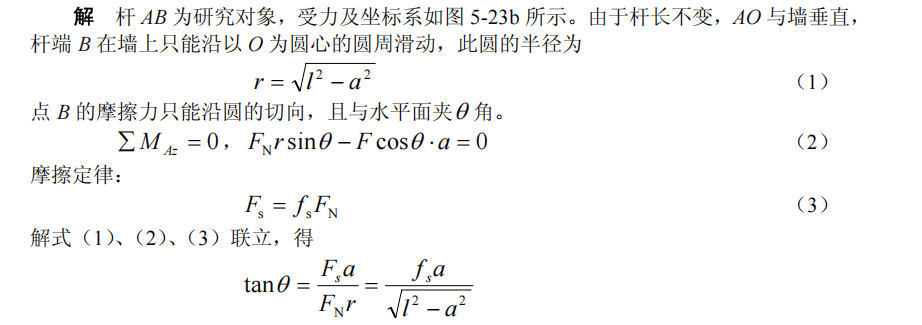 解 杆 AB 为研究对象，受力及坐标系如图 5-23b 所示。由于杆长不变，AO 与墙垂直，
杆端 B 在墙上只能沿以 O 为圆心的圆周滑动，此圆的半径为
r = √(l² − a²) （1）
点 B 的摩擦力只能沿圆的切向，且与水平面夹 θ 角。
∑M_Az = 0，F_N r sinθ − F cosθ · a = 0 （2）
摩擦定律：
F_s = f_s F_N （3）
解式（1）、（2）、（3）联立，得
tanθ = F_s a / F_N r = f_s a / √(l² − a²)